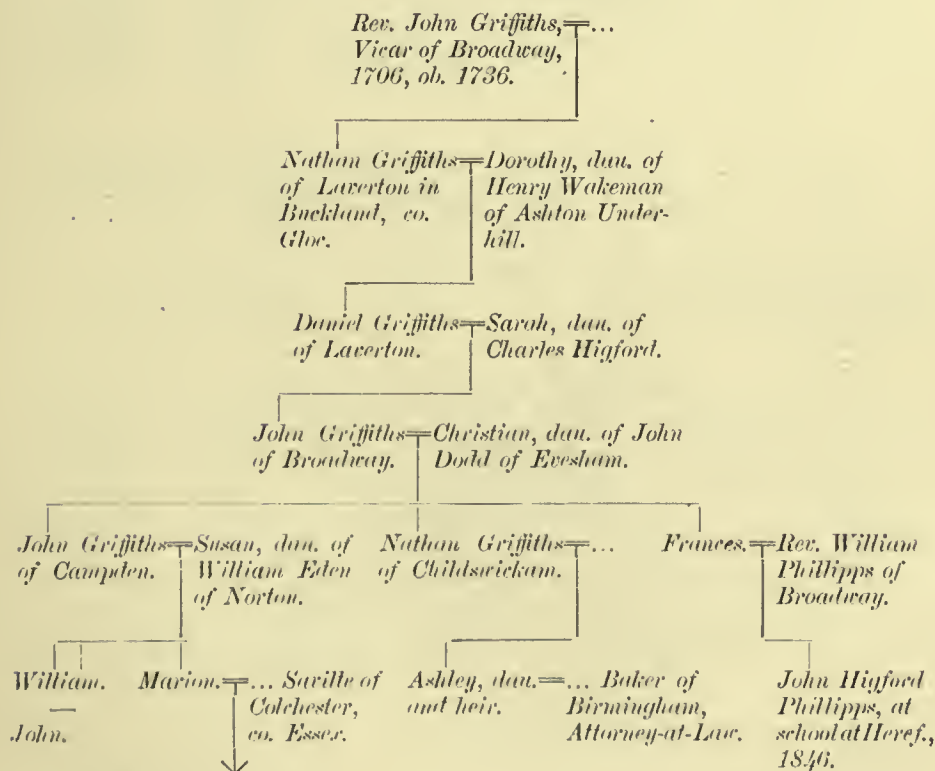 Rev. John Griffiths, = ...
Vicar of Broadway,
1706, ob. 1736.
Nathan Griffiths = Dorothy, dau. of
of Laverton in Henry Wakeman
Buckland, co. of Ashton Under-
Gloc. hill.
Daniel Griffiths = Sarah, dau. of
of Laverton. Charles Higford.
John Griffiths = Christian, dau. of John
of Broadway. Dodd of Evesham.
John Griffiths = Susan, dau. of
of Campden. William Eden
of Norton.
Nathan Griffiths = ...
of Childswickam.
Frances. = Rev. William
Phillipps of
Broadway.
William.
John.
Marion. = ... Saville of
Colchester,
co. Essex.
Ashley, dau. = ... Baker of
and heir. Birmingham,
Attorney-at-Law.
John Higford
Phillipps, at
school at Heref.,
1846.